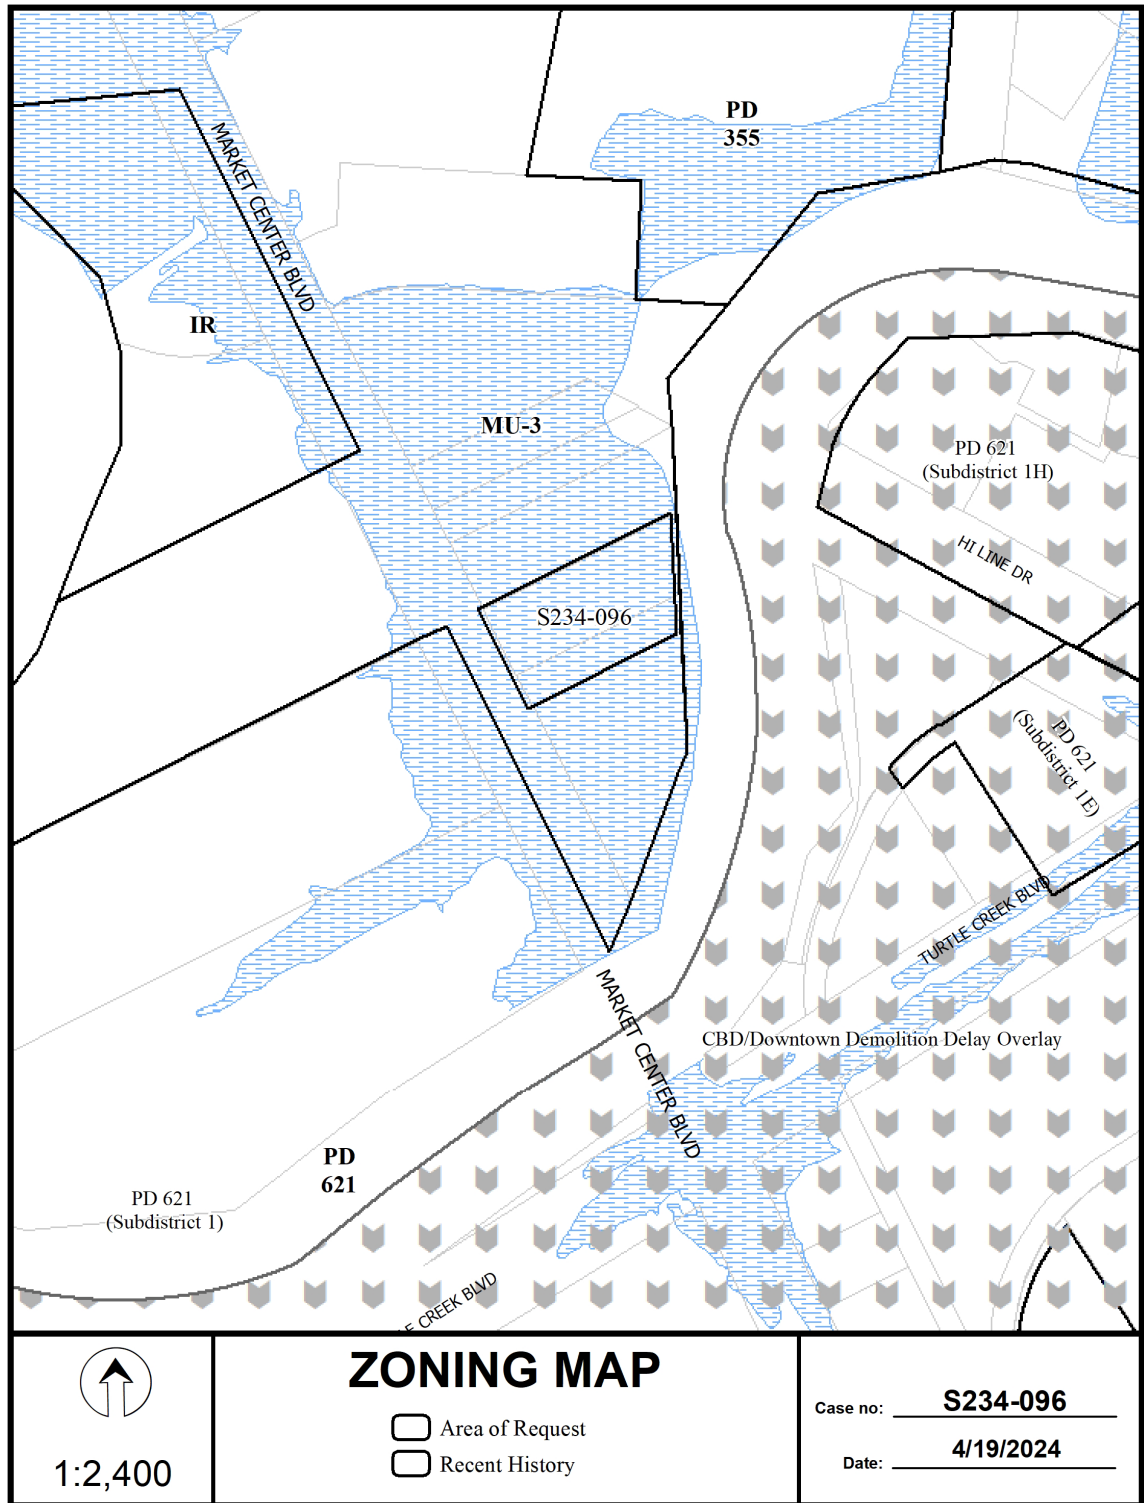 PD
355
MARKET CENTER BLVD
IR
MU-3
PD 621
(Subdistrict 1H)
HI LINE DR
S234-096
PD 621
(Subdistrict 1E)
TURTLE CREEK BLVD
MARKET CENTER BLVD
CBD/Downtown Demolition Delay Overlay
PD
621
PD 621
(Subdistrict 1)
LE CREEK BLVD
1:2,400
ZONING MAP
Area of Request
Recent History
Case no: S234-096
Date: 4/19/2024